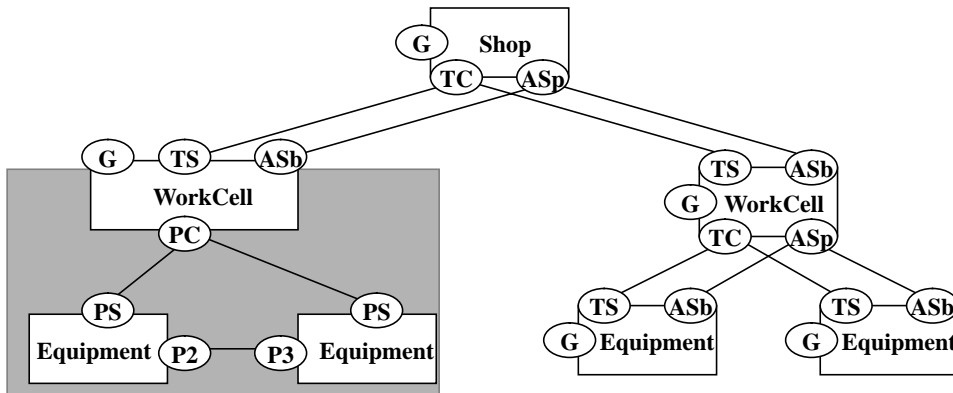 G
Shop
TC
ASp
G
TS
ASb
WorkCell
PC
PS
PS
Equipment
P2
P3
Equipment
TS
ASb
G
WorkCell
TC
ASp
TS
ASb
G
Equipment
TS
ASb
G
Equipment